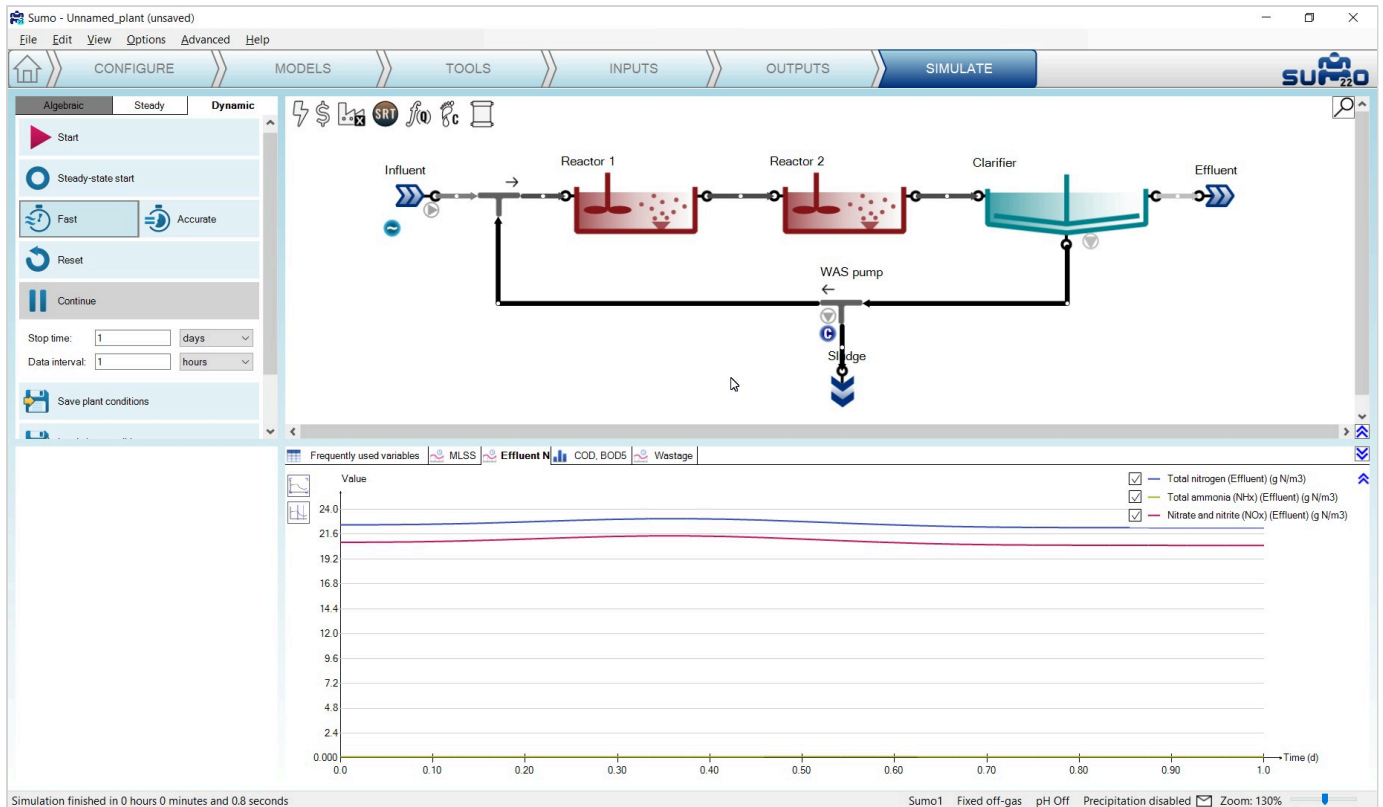 Sumo - Unnamed_plant (unsaved)
File Edit View Options Advanced Help
CONFIGURE MODELS TOOLS INPUTS OUTPUTS SIMULATE
SUMO 22
Algebraic Steady Dynamic
Start
Steady-state start
Fast Accurate
Reset
Continue
Stop time: 1 days
Data interval: 1 hours
Save plant conditions
$ X SRT f(Q) C
Influent
Reactor 1
Reactor 2
Clarifier
Effluent
WAS pump
C
Sludge
Frequently used variables MLSS Effluent N COD, BOD5 Wastage
Value
Total nitrogen (Effluent) (g N/m3)
Total ammonia (NHx) (Effluent) (g N/m3)
Nitrate and nitrite (NOx) (Effluent) (g N/m3)
24.0
21.6
19.2
16.8
14.4
12.0
9.6
7.2
4.8
2.4
0.000
0.0 0.10 0.20 0.30 0.40 0.50 0.60 0.70 0.80 0.90 1.0
Time (d)
Simulation finished in 0 hours 0 minutes and 0.8 seconds
Sumo1 Fixed off-gas pH Off Precipitation disabled Zoom: 130%